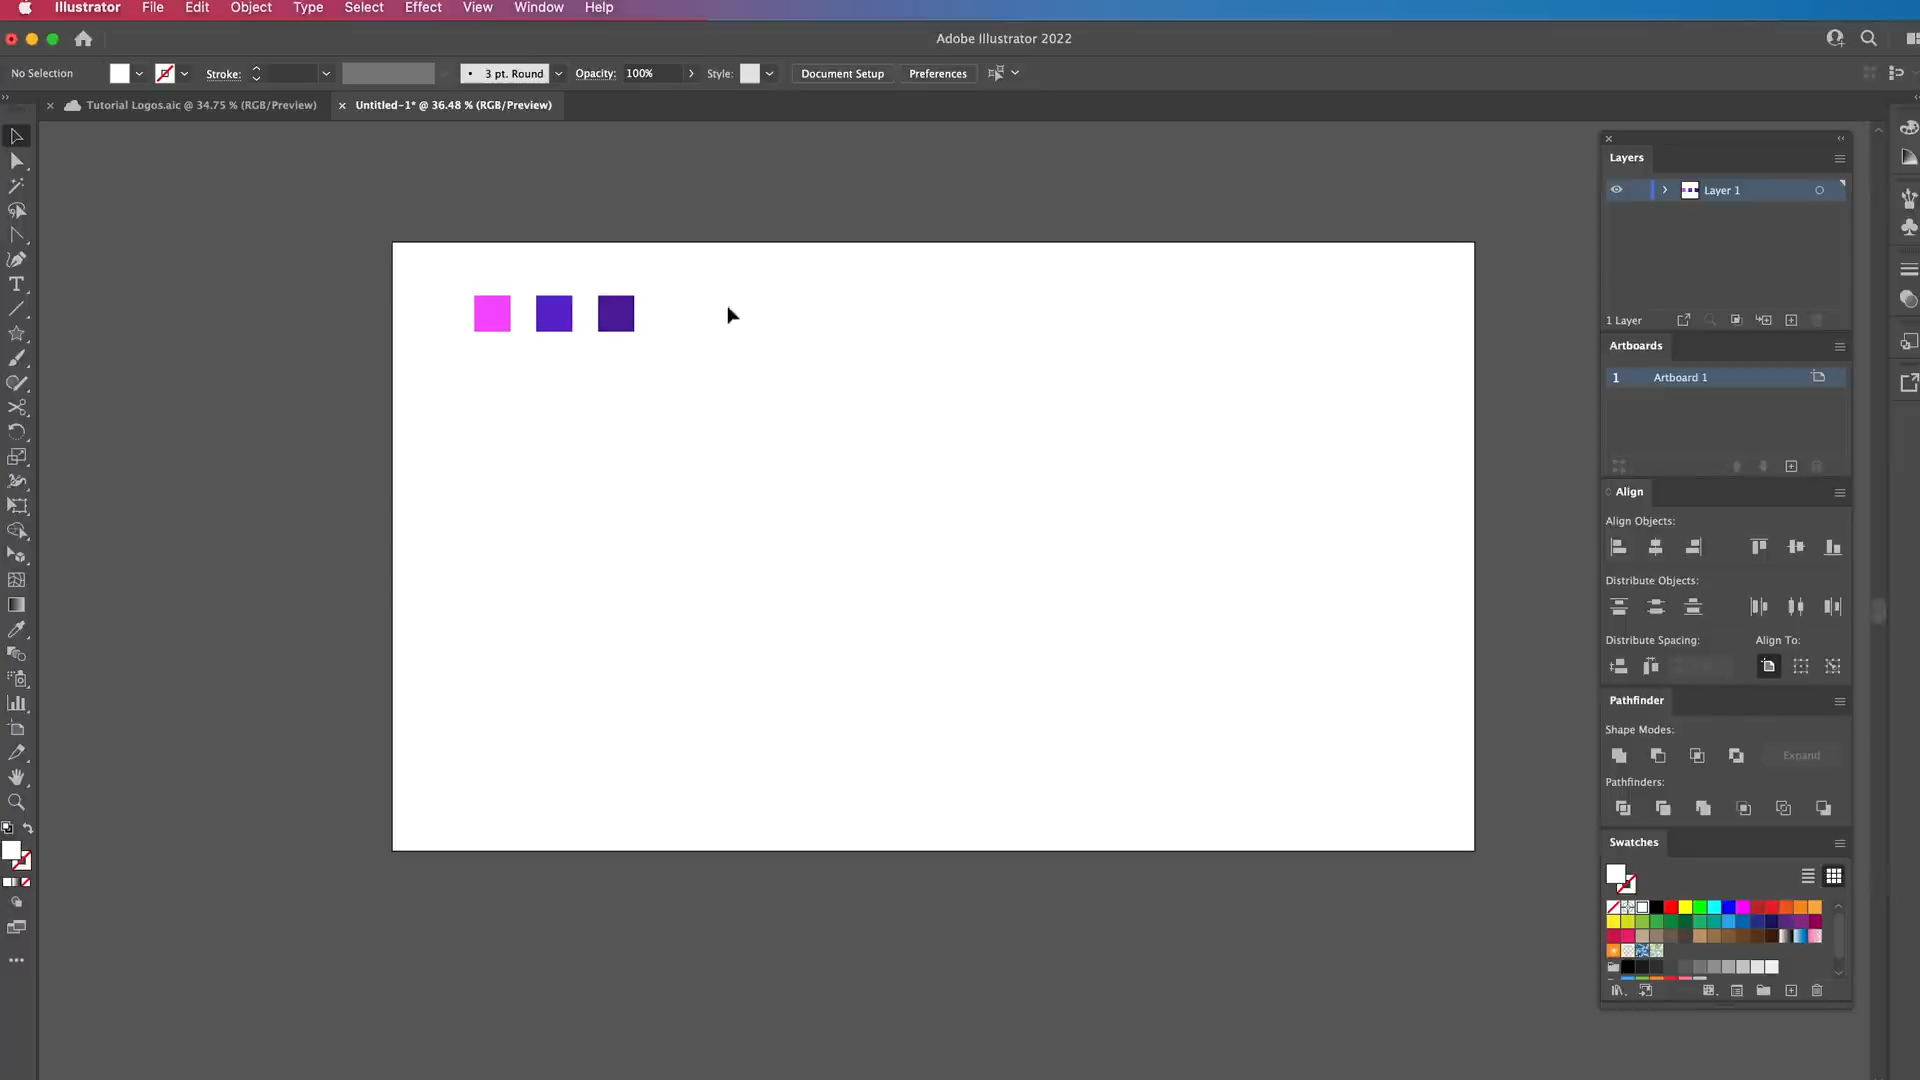 Illustrator File Edit Object Type Select Effect View Window Help
Adobe Illustrator 2022
No Selection Stroke: 3 pt. Round Opacity: 100% Style: Document Setup Preferences
Tutorial Logos.aic @ 34.75 % (RGB/Preview) Untitled-1* @ 36.48 % (RGB/Preview)
Layers
Layer 1
1 Layer
Artboards
1 Artboard 1
Align
Align Objects:
Distribute Objects:
Distribute Spacing: Align To:
Pathfinder
Shape Modes:
Expand
Pathfinders:
Swatches